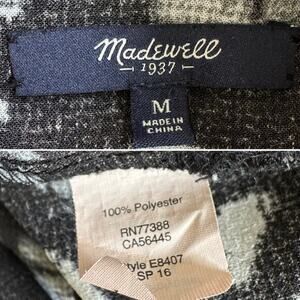 Madewell
1937
M
MADE IN
CHINA
100% Polyester
RN77388
CA56445
Style E8407
SP 16